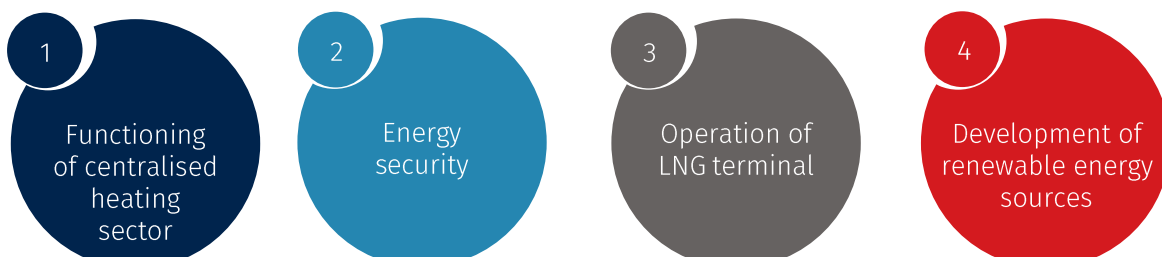 1
Functioning
of centralised
heating
sector
2
Energy
security
3
Operation of
LNG terminal
4
Development of
renewable energy
sources